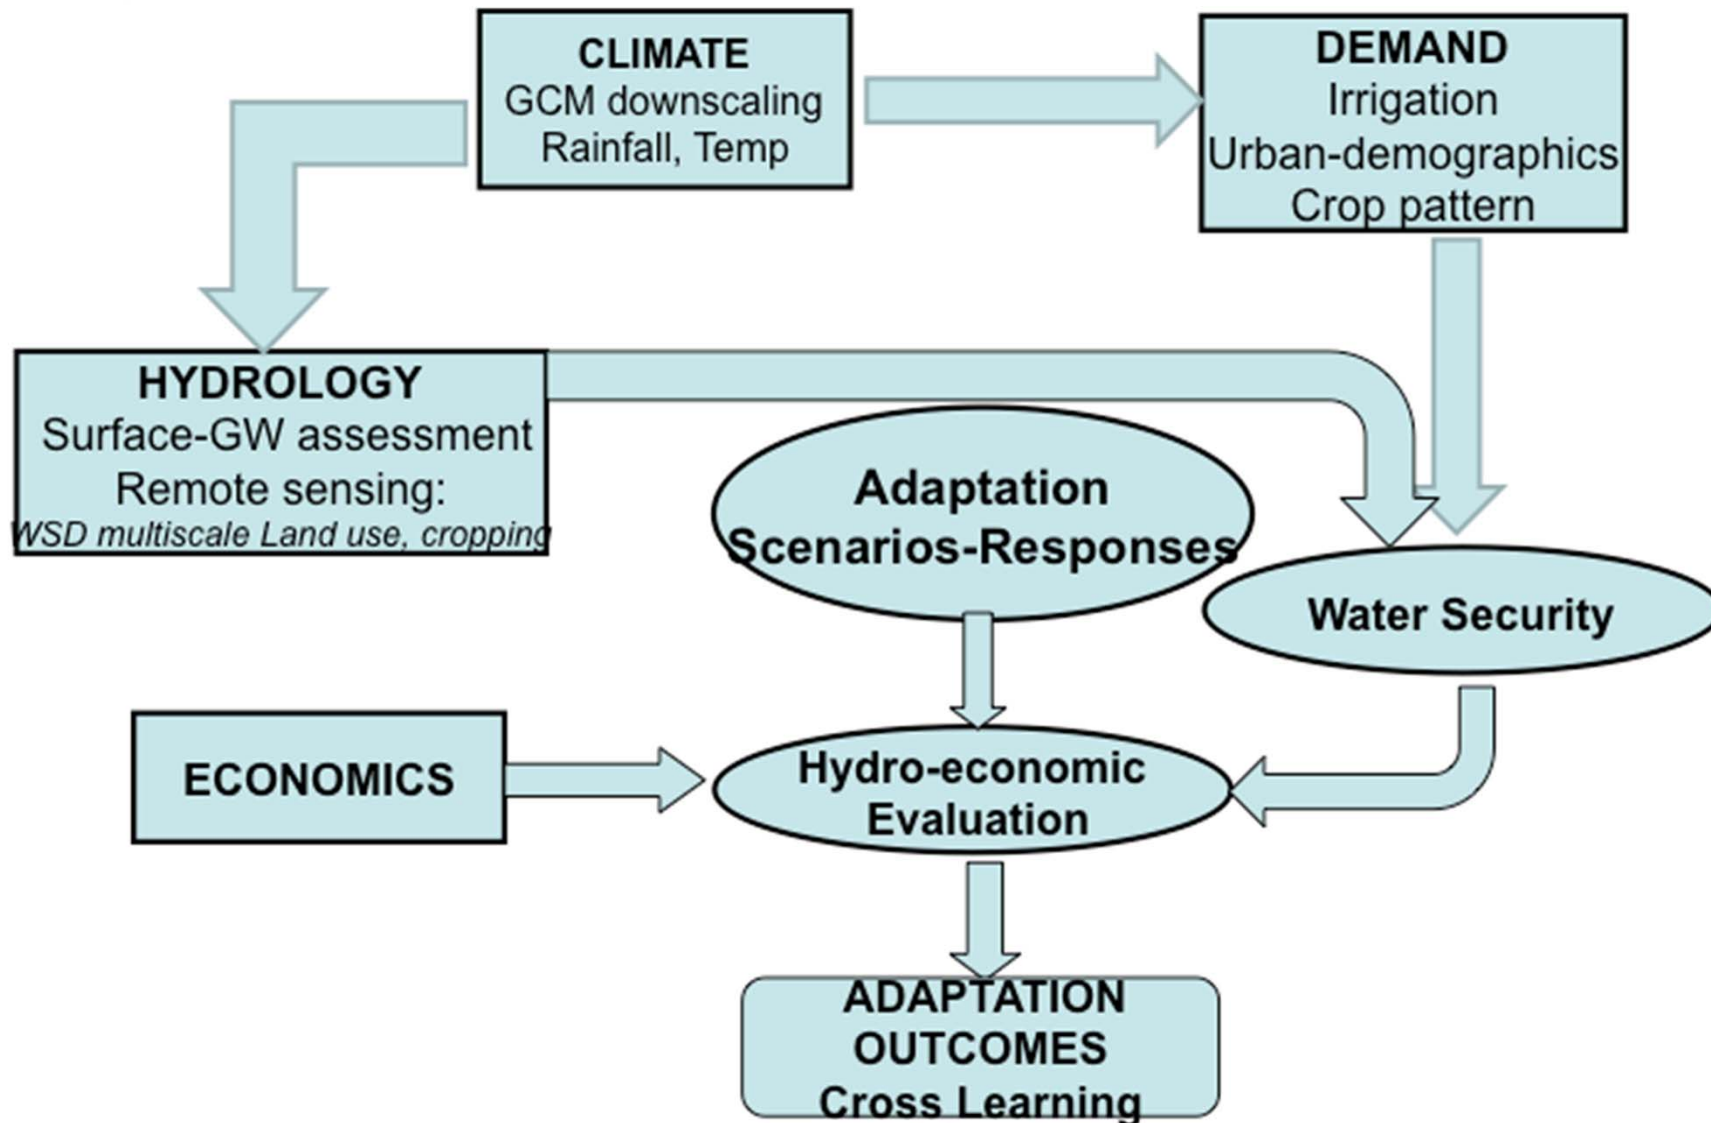 CLIMATE
GCM downscaling
Rainfall, Temp
DEMAND
Irrigation
Urban-demographics
Crop pattern
HYDROLOGY
Surface-GW assessment
Remote sensing:
WSD multiscale Land use, cropping
Adaptation
Scenarios-Responses
Water Security
ECONOMICS
Hydro-economic
Evaluation
ADAPTATION
OUTCOMES
Cross Learning